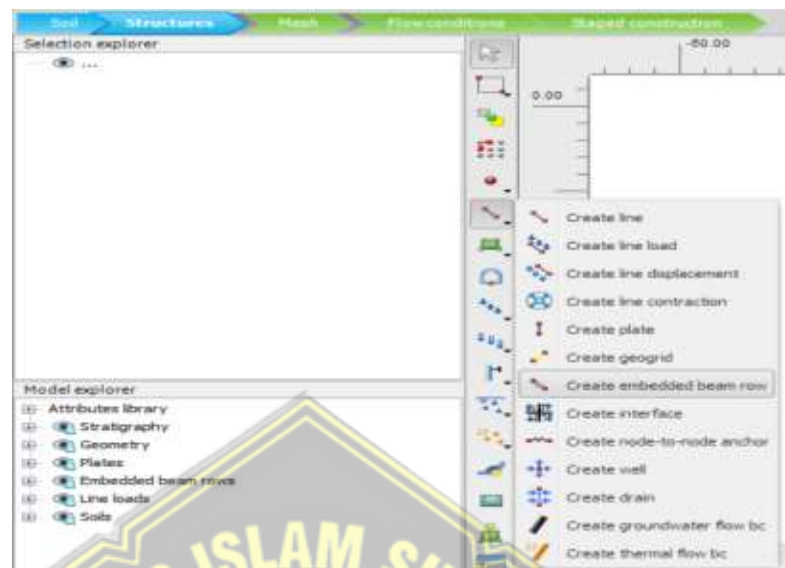 Soil Structures Mesh Flow conditions Staged construction
Selection explorer
...
-60.00
0.00
Create line
Create line load
Create line displacement
Create line contraction
Create plate
Create geogrid
Create embedded beam row
Create interface
Create node-to-node anchor
Create well
Create drain
Create groundwater flow bc
Create thermal flow bc
Model explorer
Attributes library
Stratigraphy
Geometry
Plates
Embedded beam rows
Line loads
Soils
ISLAM